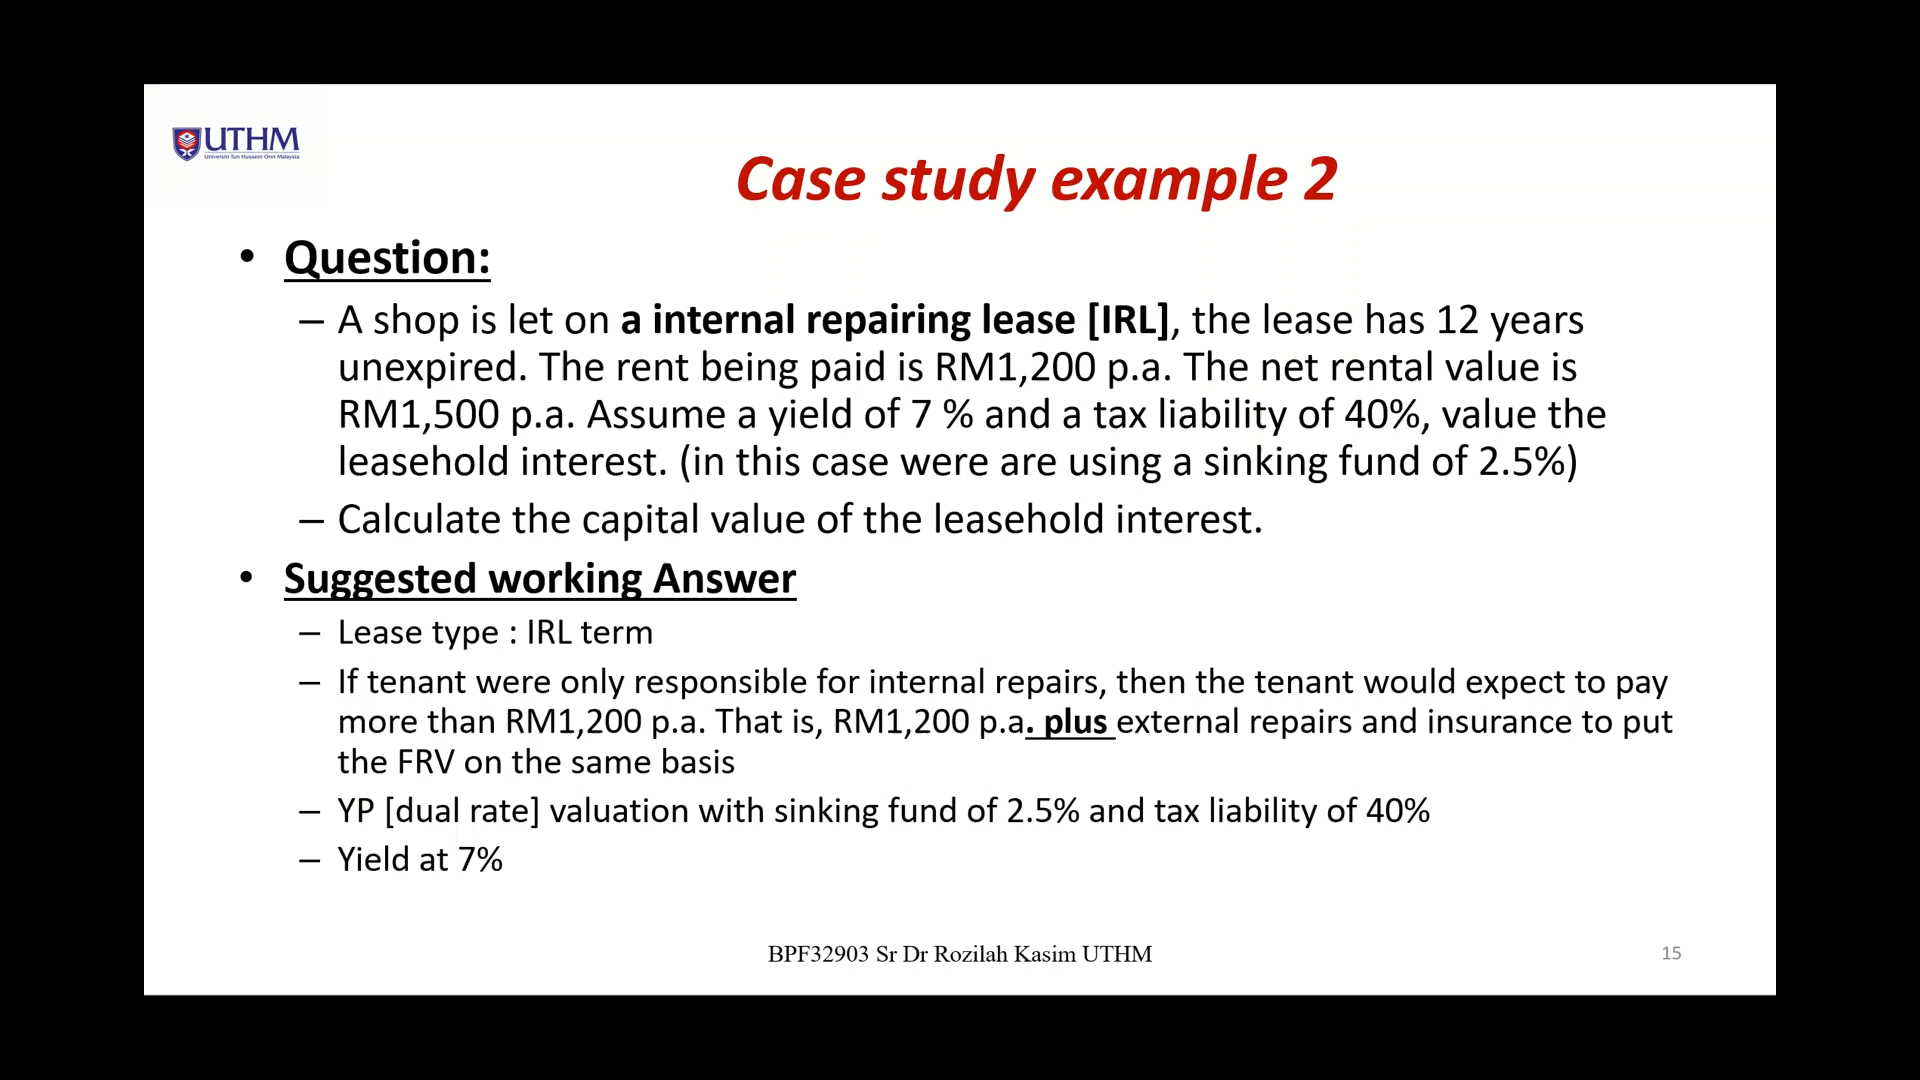 UTHM
Universiti Tun Hussein Onn Malaysia
Case study example 2
• Question:
– A shop is let on a internal repairing lease [IRL], the lease has 12 years
unexpired. The rent being paid is RM1,200 p.a. The net rental value is
RM1,500 p.a. Assume a yield of 7 % and a tax liability of 40%, value the
leasehold interest. (in this case were are using a sinking fund of 2.5%)
– Calculate the capital value of the leasehold interest.
• Suggested working Answer
– Lease type : IRL term
– If tenant were only responsible for internal repairs, then the tenant would expect to pay
more than RM1,200 p.a. That is, RM1,200 p.a. plus external repairs and insurance to put
the FRV on the same basis
– YP [dual rate] valuation with sinking fund of 2.5% and tax liability of 40%
– Yield at 7%
BPF32903 Sr Dr Rozilah Kasim UTHM
15